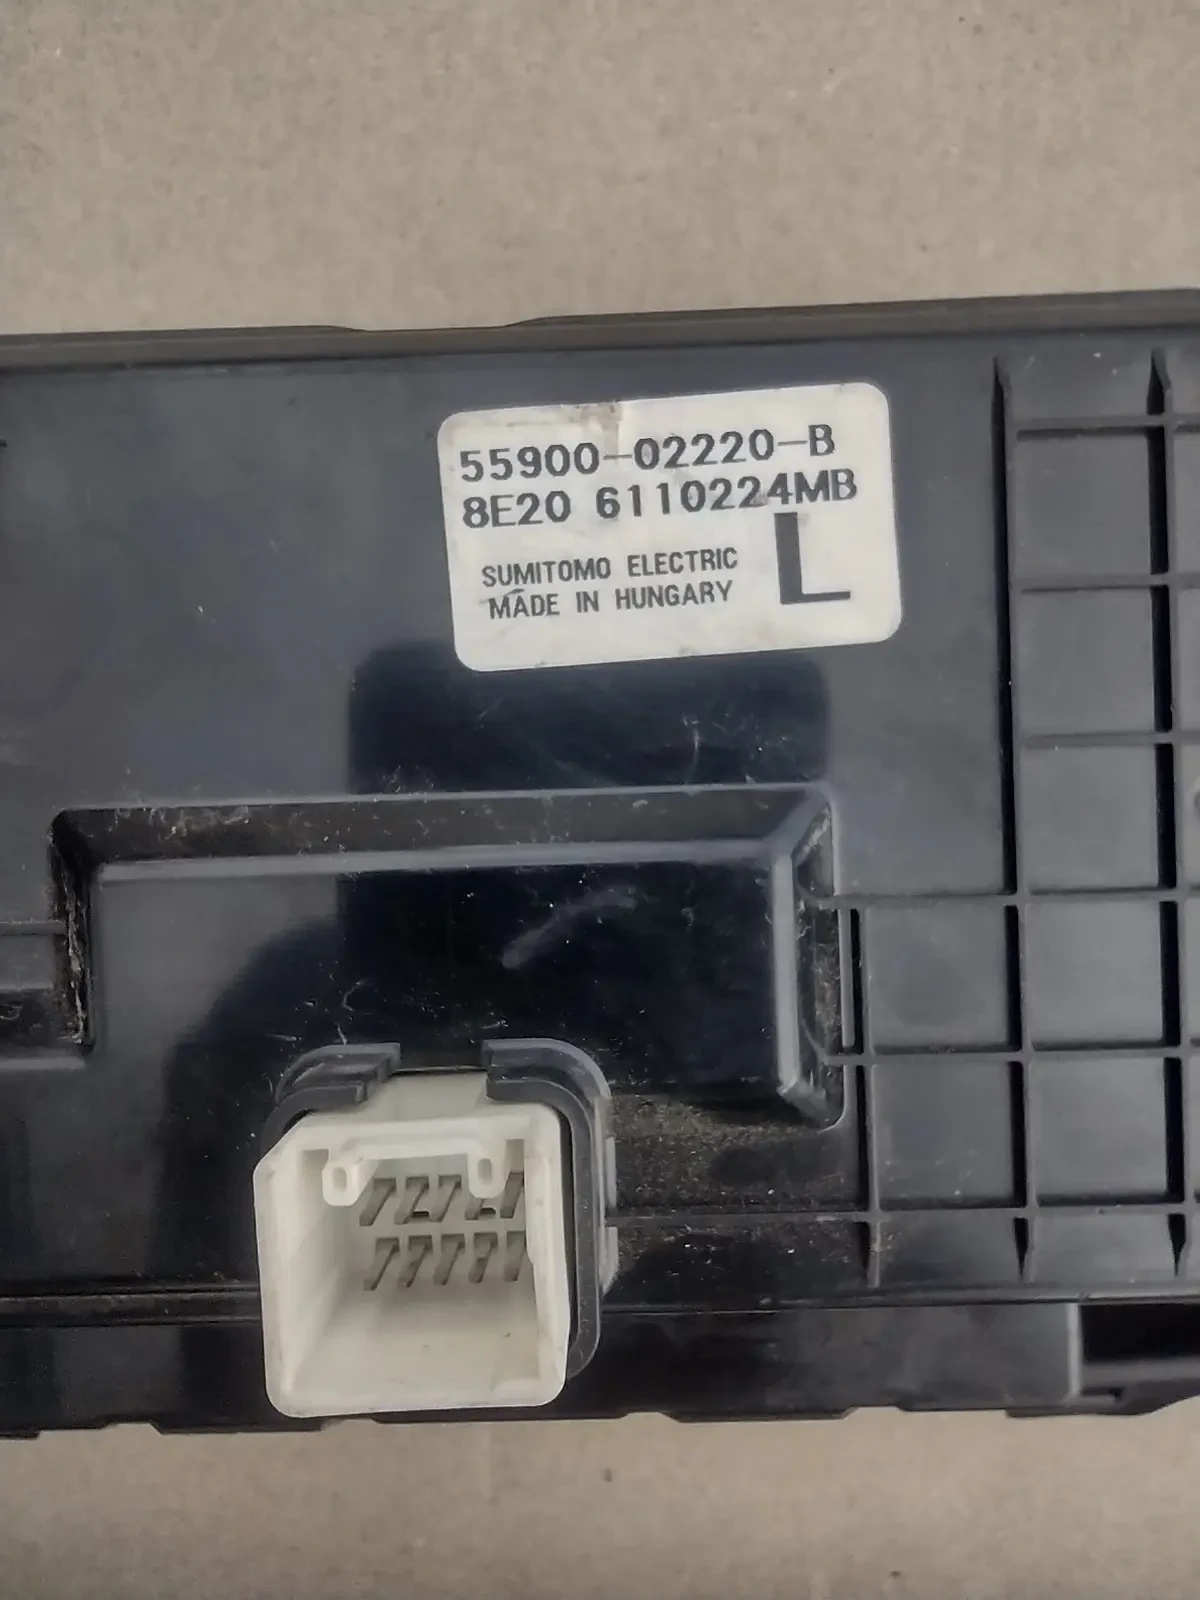 55900-02220-B
8E20 6110224MB
SUMITOMO ELECTRIC
MADE IN HUNGARY
L